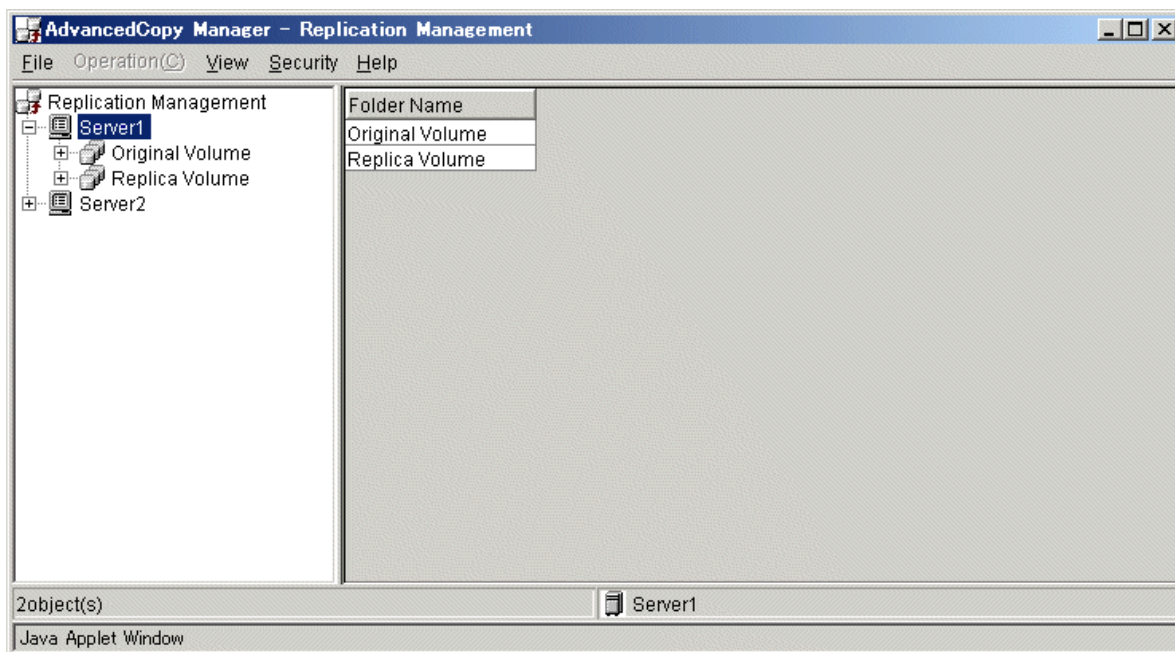 AdvancedCopy Manager - Replication Management
File Operation(C) View Security Help
Replication Management
Server1
Original Volume
Replica Volume
Server2
Folder Name
Original Volume
Replica Volume
2object(s)
Server1
Java Applet Window